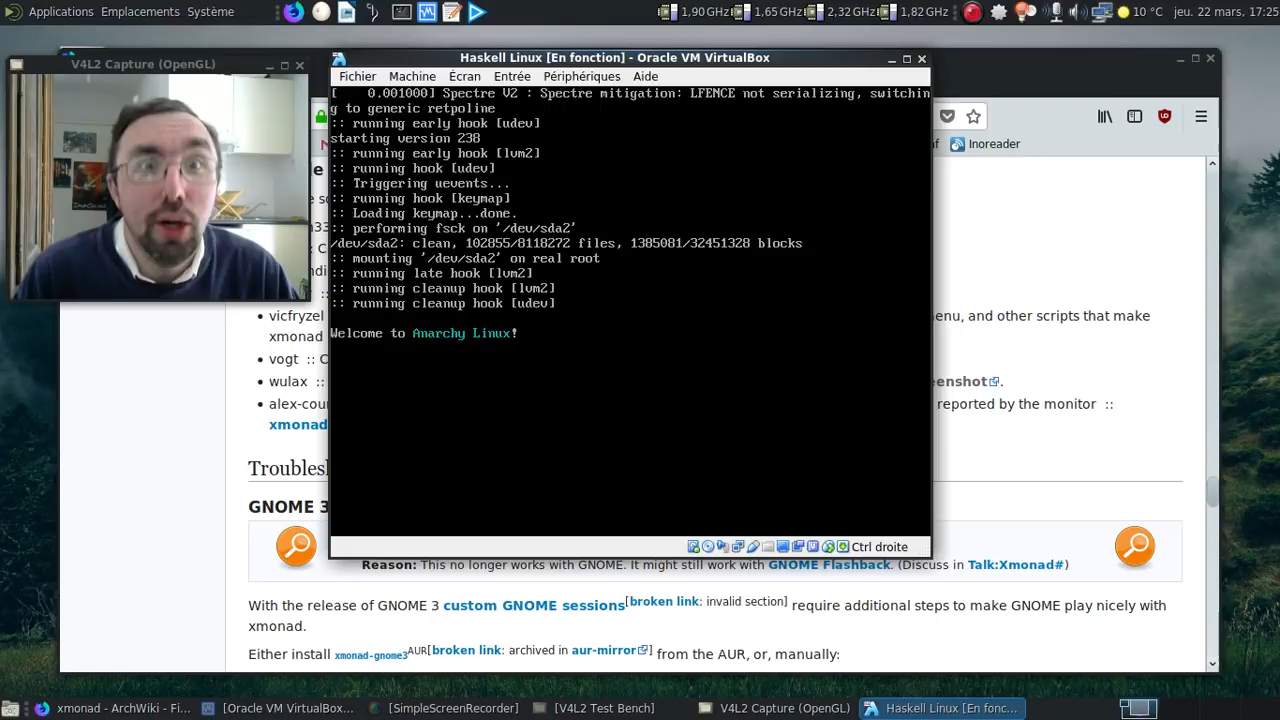 Applications Emplacements Système
1,90 GHz 1,65 GHz 2,32 GHz 1,82 GHz
10 °C jeu. 22 mars, 17:25
V4L2 Capture (OpenGL)
Haskell Linux [En fonction] - Oracle VM VirtualBox
Fichier Machine Écran Entrée Périphériques Aide
[    0.001000] Spectre V2 : Spectre mitigation: LFENCE not serializing, switchin
g to generic retpoline
:: running early hook [udev]
starting version 238
:: running early hook [lvm2]
:: running hook [udev]
:: Triggering uevents...
:: running hook [keymap]
:: Loading keymap...done.
:: performing fsck on '/dev/sda2'
/dev/sda2: clean, 102855/8118272 files, 1385081/32451328 blocks
:: mounting '/dev/sda2' on real root
:: running late hook [lvm2]
:: running cleanup hook [lvm2]
:: running cleanup hook [udev]
Welcome to Anarchy Linux!
Ctrl droite
Inoreader
vicfryzel
menu, and other scripts that make
xmonad
vogt ::
wulax ::
eenshot.
alex-cour
reported by the monitor ::
xmonad
Troublesh
GNOME 3
Reason: This no longer works with GNOME. It might still work with GNOME Flashback. (Discuss in Talk:Xmonad#)
With the release of GNOME 3 custom GNOME sessions[broken link: invalid section] require additional steps to make GNOME play nicely with
xmonad.
Either install xmonad-gnome3AUR[broken link: archived in aur-mirror] from the AUR, or, manually:
xmonad - ArchWiki - Fi... [Oracle VM VirtualBox... [SimpleScreenRecorder] [V4L2 Test Bench] V4L2 Capture (OpenGL) Haskell Linux [En fonc...